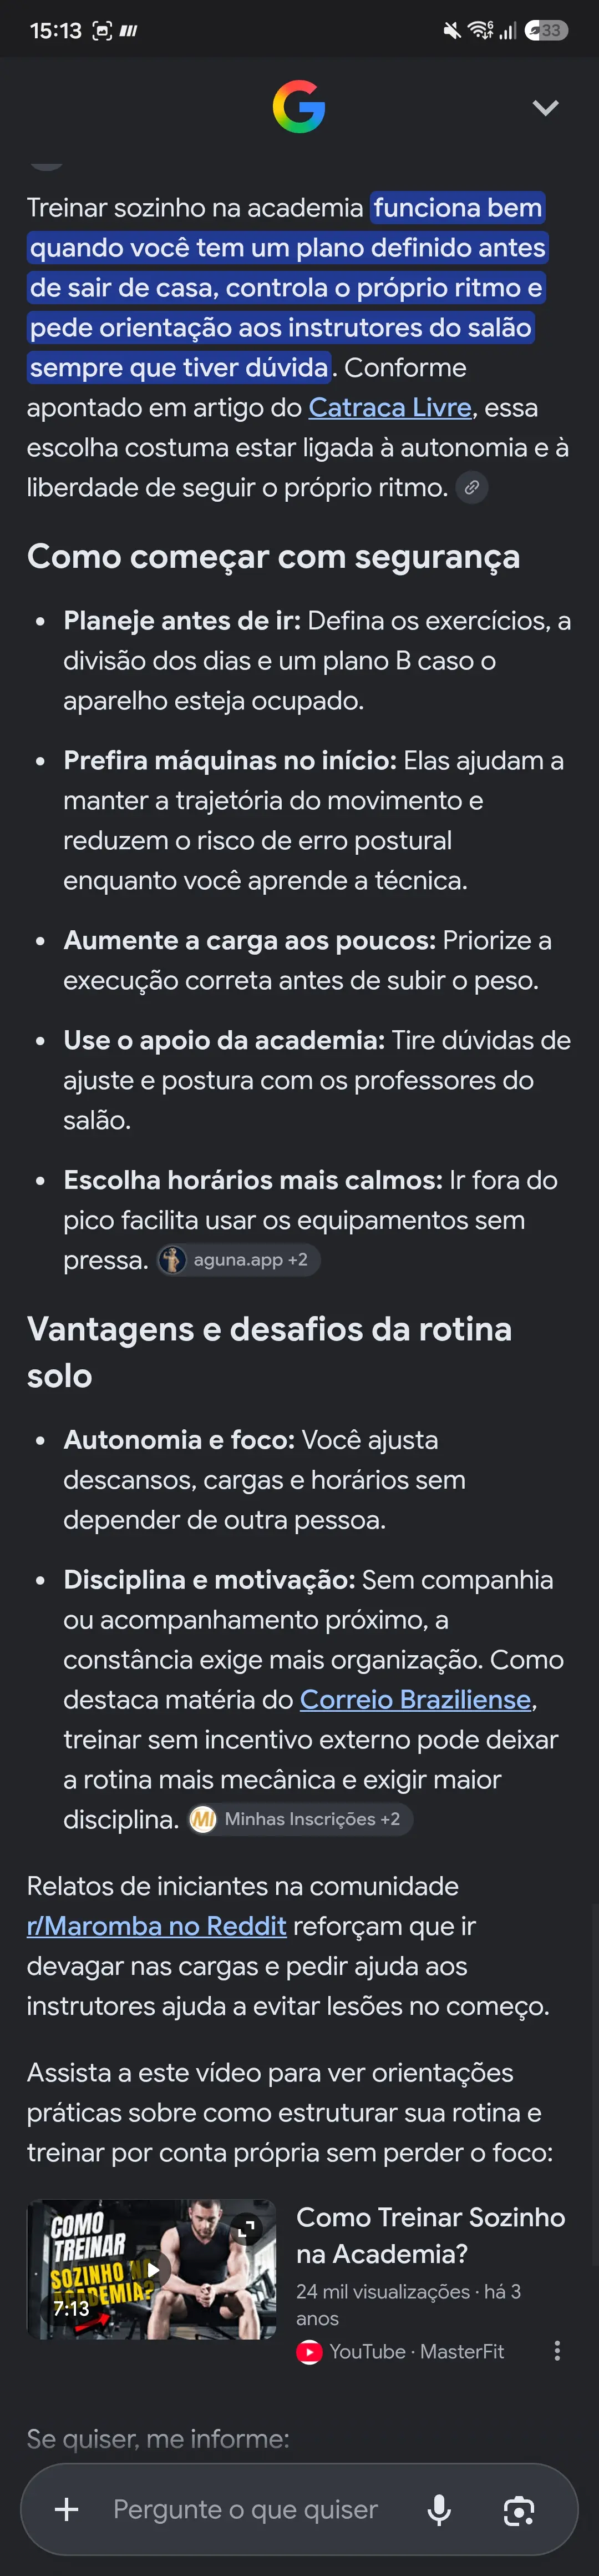 15:13
6
33
Treinar sozinho na academia funciona bem
quando você tem um plano definido antes
de sair de casa, controla o próprio ritmo e
pede orientação aos instrutores do salão
sempre que tiver dúvida. Conforme
apontado em artigo do Catraca Livre, essa
escolha costuma estar ligada à autonomia e à
liberdade de seguir o próprio ritmo.
Como começar com segurança
• Planeje antes de ir: Defina os exercícios, a
divisão dos dias e um plano B caso o
aparelho esteja ocupado.
• Prefira máquinas no início: Elas ajudam a
manter a trajetória do movimento e
reduzem o risco de erro postural
enquanto você aprende a técnica.
• Aumente a carga aos poucos: Priorize a
execução correta antes de subir o peso.
• Use o apoio da academia: Tire dúvidas de
ajuste e postura com os professores do
salão.
• Escolha horários mais calmos: Ir fora do
pico facilita usar os equipamentos sem
pressa. aguna.app +2
Vantagens e desafios da rotina
solo
• Autonomia e foco: Você ajusta
descansos, cargas e horários sem
depender de outra pessoa.
• Disciplina e motivação: Sem companhia
ou acompanhamento próximo, a
constância exige mais organização. Como
destaca matéria do Correio Braziliense,
treinar sem incentivo externo pode deixar
a rotina mais mecânica e exigir maior
disciplina. MI Minhas Inscrições +2
Relatos de iniciantes na comunidade
r/Maromba no Reddit reforçam que ir
devagar nas cargas e pedir ajuda aos
instrutores ajuda a evitar lesões no começo.
Assista a este vídeo para ver orientações
práticas sobre como estruturar sua rotina e
treinar por conta própria sem perder o foco:
COMO
TREINAR
SOZINHO NA
ACADEMIA?
7:13
Como Treinar Sozinho
na Academia?
24 mil visualizações · há 3
anos
YouTube · MasterFit
Se quiser, me informe:
Pergunte o que quiser